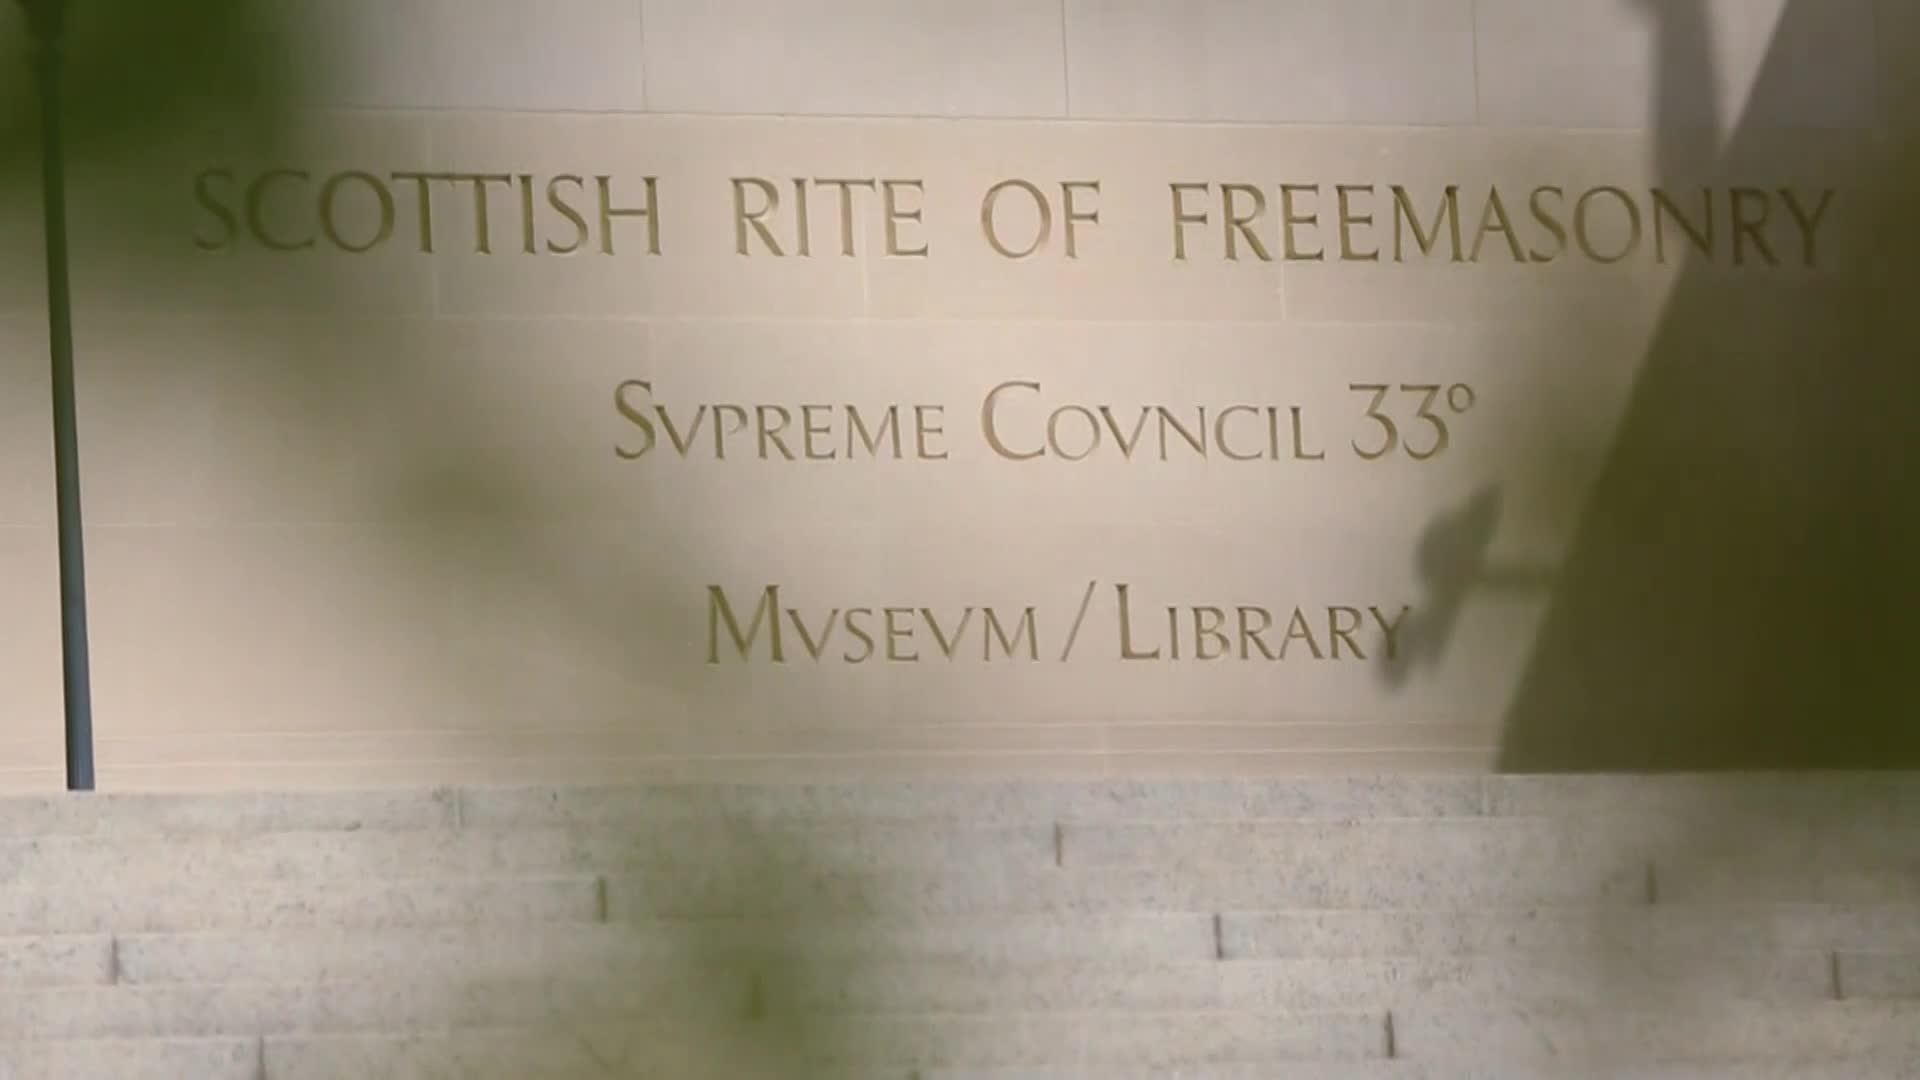 SCOTTISH RITE OF FREEMASONRY
SVPREME COVNCIL 33°
MVSEVM / LIBRARY